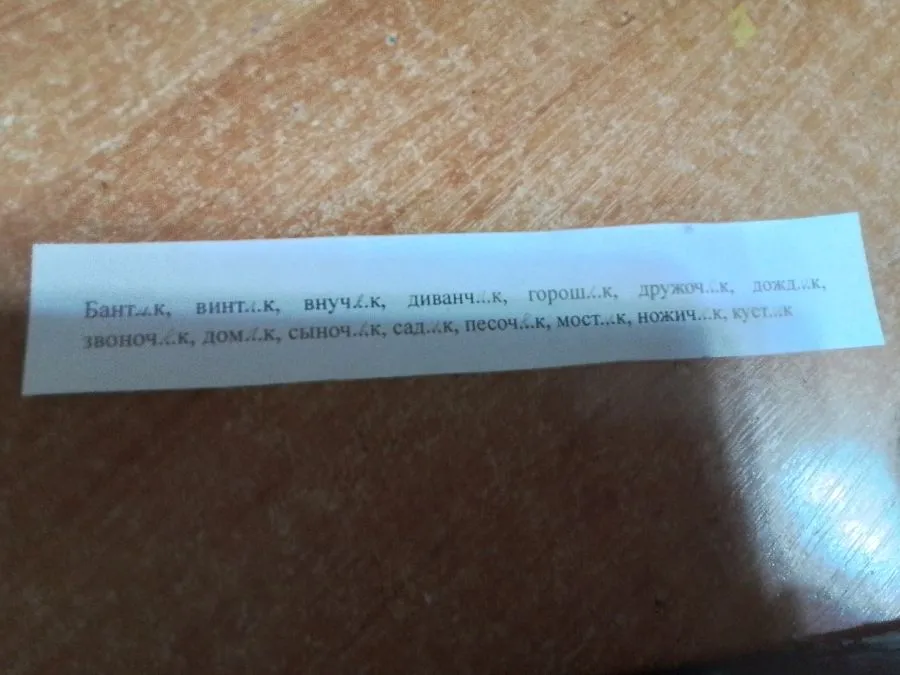 Бант..и.к, винт..и.к, внуч..е.к, диванч..и.к, горош..е.к, дружоч..е.к, дожд..и.к,
звоноч..е.к, дом..и.к, сыноч..е.к, сад..и.к, песоч..е.к, мост..и.к, ножич..е.к, куст..и.к